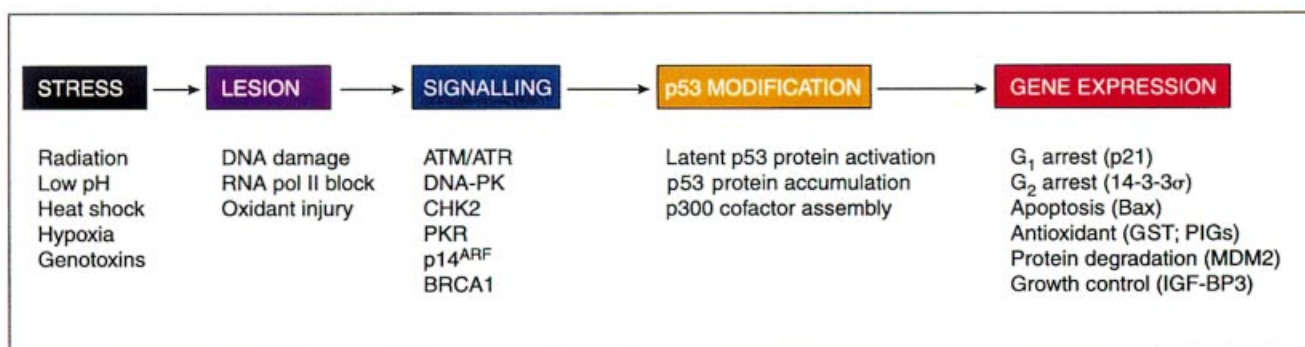 STRESS
LESION
SIGNALLING
p53 MODIFICATION
GENE EXPRESSION
Radiation
Low pH
Heat shock
Hypoxia
Genotoxins
DNA damage
RNA pol II block
Oxidant injury
ATM/ATR
DNA-PK
CHK2
PKR
p14ᴬᴿꟳ
BRCA1
Latent p53 protein activation
p53 protein accumulation
p300 cofactor assembly
G₁ arrest (p21)
G₂ arrest (14-3-3σ)
Apoptosis (Bax)
Antioxidant (GST; PIGs)
Protein degradation (MDM2)
Growth control (IGF-BP3)